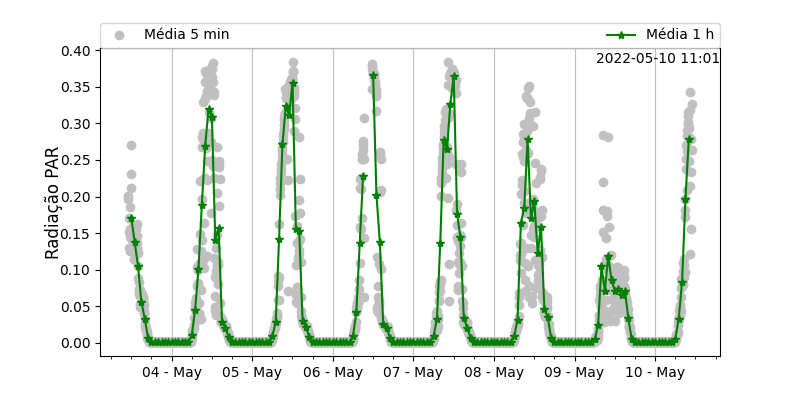 Média 5 min
Média 1 h
2022-05-10 11:01
Radiação PAR
0.40
0.35
0.30
0.25
0.20
0.15
0.10
0.05
0.00
04 - May
05 - May
06 - May
07 - May
08 - May
09 - May
10 - May